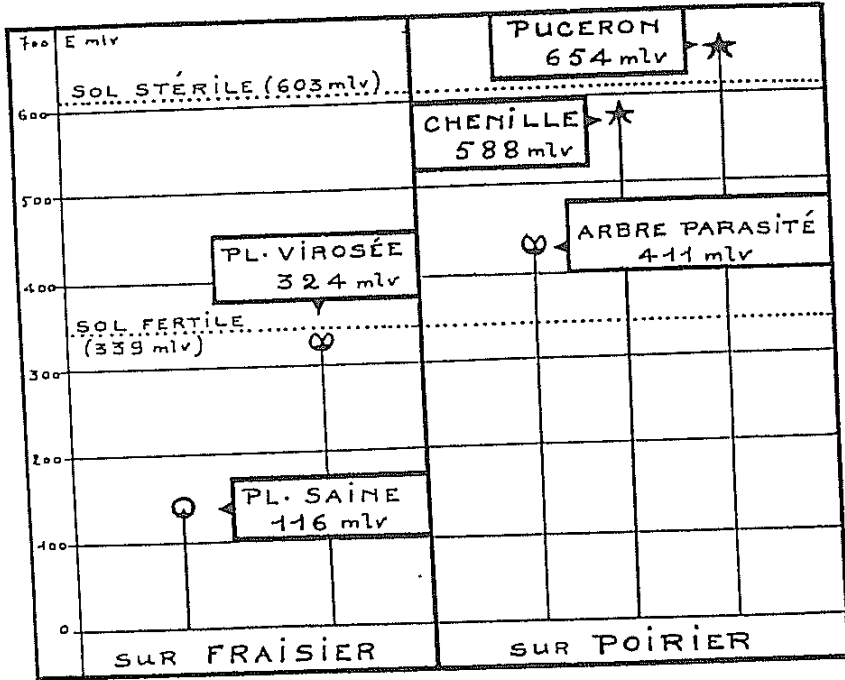 700 E mlv
PUCERON
654 mlv
SOL STÉRILE (603 mlv)
600
CHENILLE
588 mlv
500
PL. VIROSÉE
324 mlv
ARBRE PARASITÉ
411 mlv
400
SOL FERTILE
(339 mlv)
300
200
PL. SAINE
116 mlv
100
0
SUR FRAISIER
SUR POIRIER